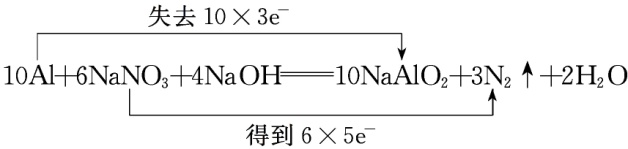 失去 10×3e⁻
10Al+6NaNO₃+4NaOH══10NaAlO₂+3N₂↑+2H₂O
得到 6×5e⁻